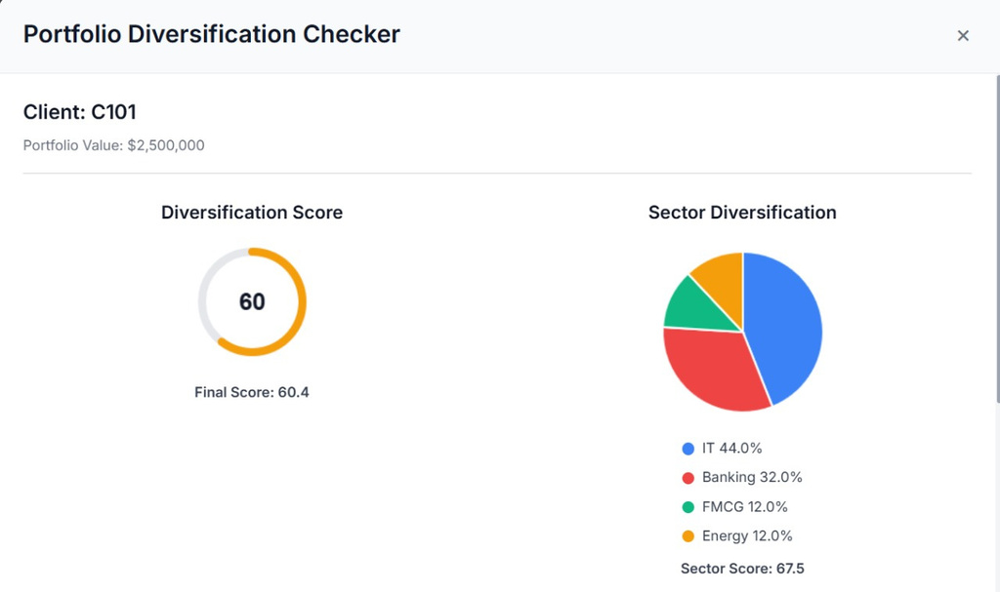 Portfolio Diversification Checker
×
Client: C101
Portfolio Value: $2,500,000
Diversification Score
60
Final Score: 60.4
Sector Diversification
IT 44.0%
Banking 32.0%
FMCG 12.0%
Energy 12.0%
Sector Score: 67.5